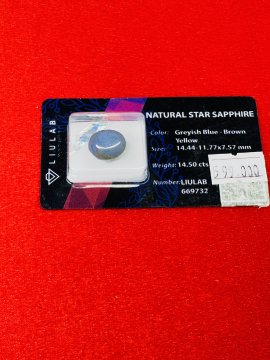 LIULAB
NATURAL STAR SAPPHIRE
Color: Greyish Blue - Brown
Yellow
Size: 14.44-11.77x7.57 mm
Weighs: 14.50 cts
Number: LIULAB
669732